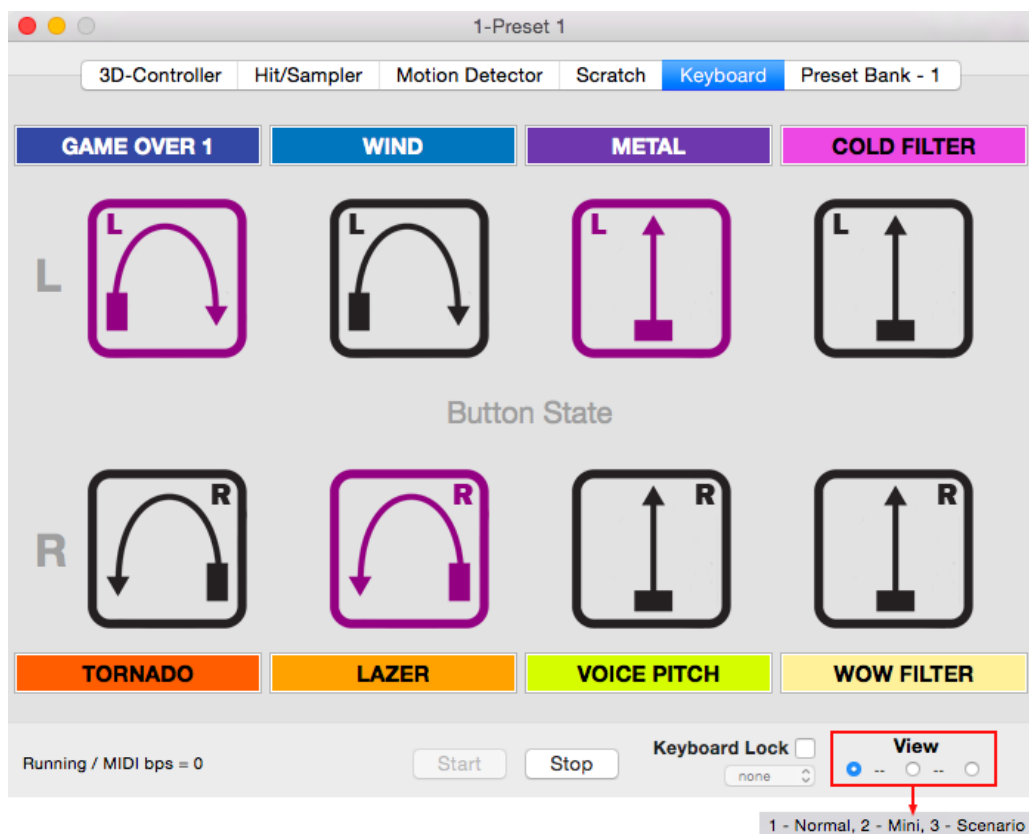 1-Preset 1
3D-Controller Hit/Sampler Motion Detector Scratch Keyboard Preset Bank - 1
GAME OVER 1 WIND METAL COLD FILTER
L L L L
L
Button State
R R R R
R
TORNADO LAZER VOICE PITCH WOW FILTER
Running / MIDI bps = 0 Start Stop Keyboard Lock View
none -- --
1 - Normal, 2 - Mini, 3 - Scenario